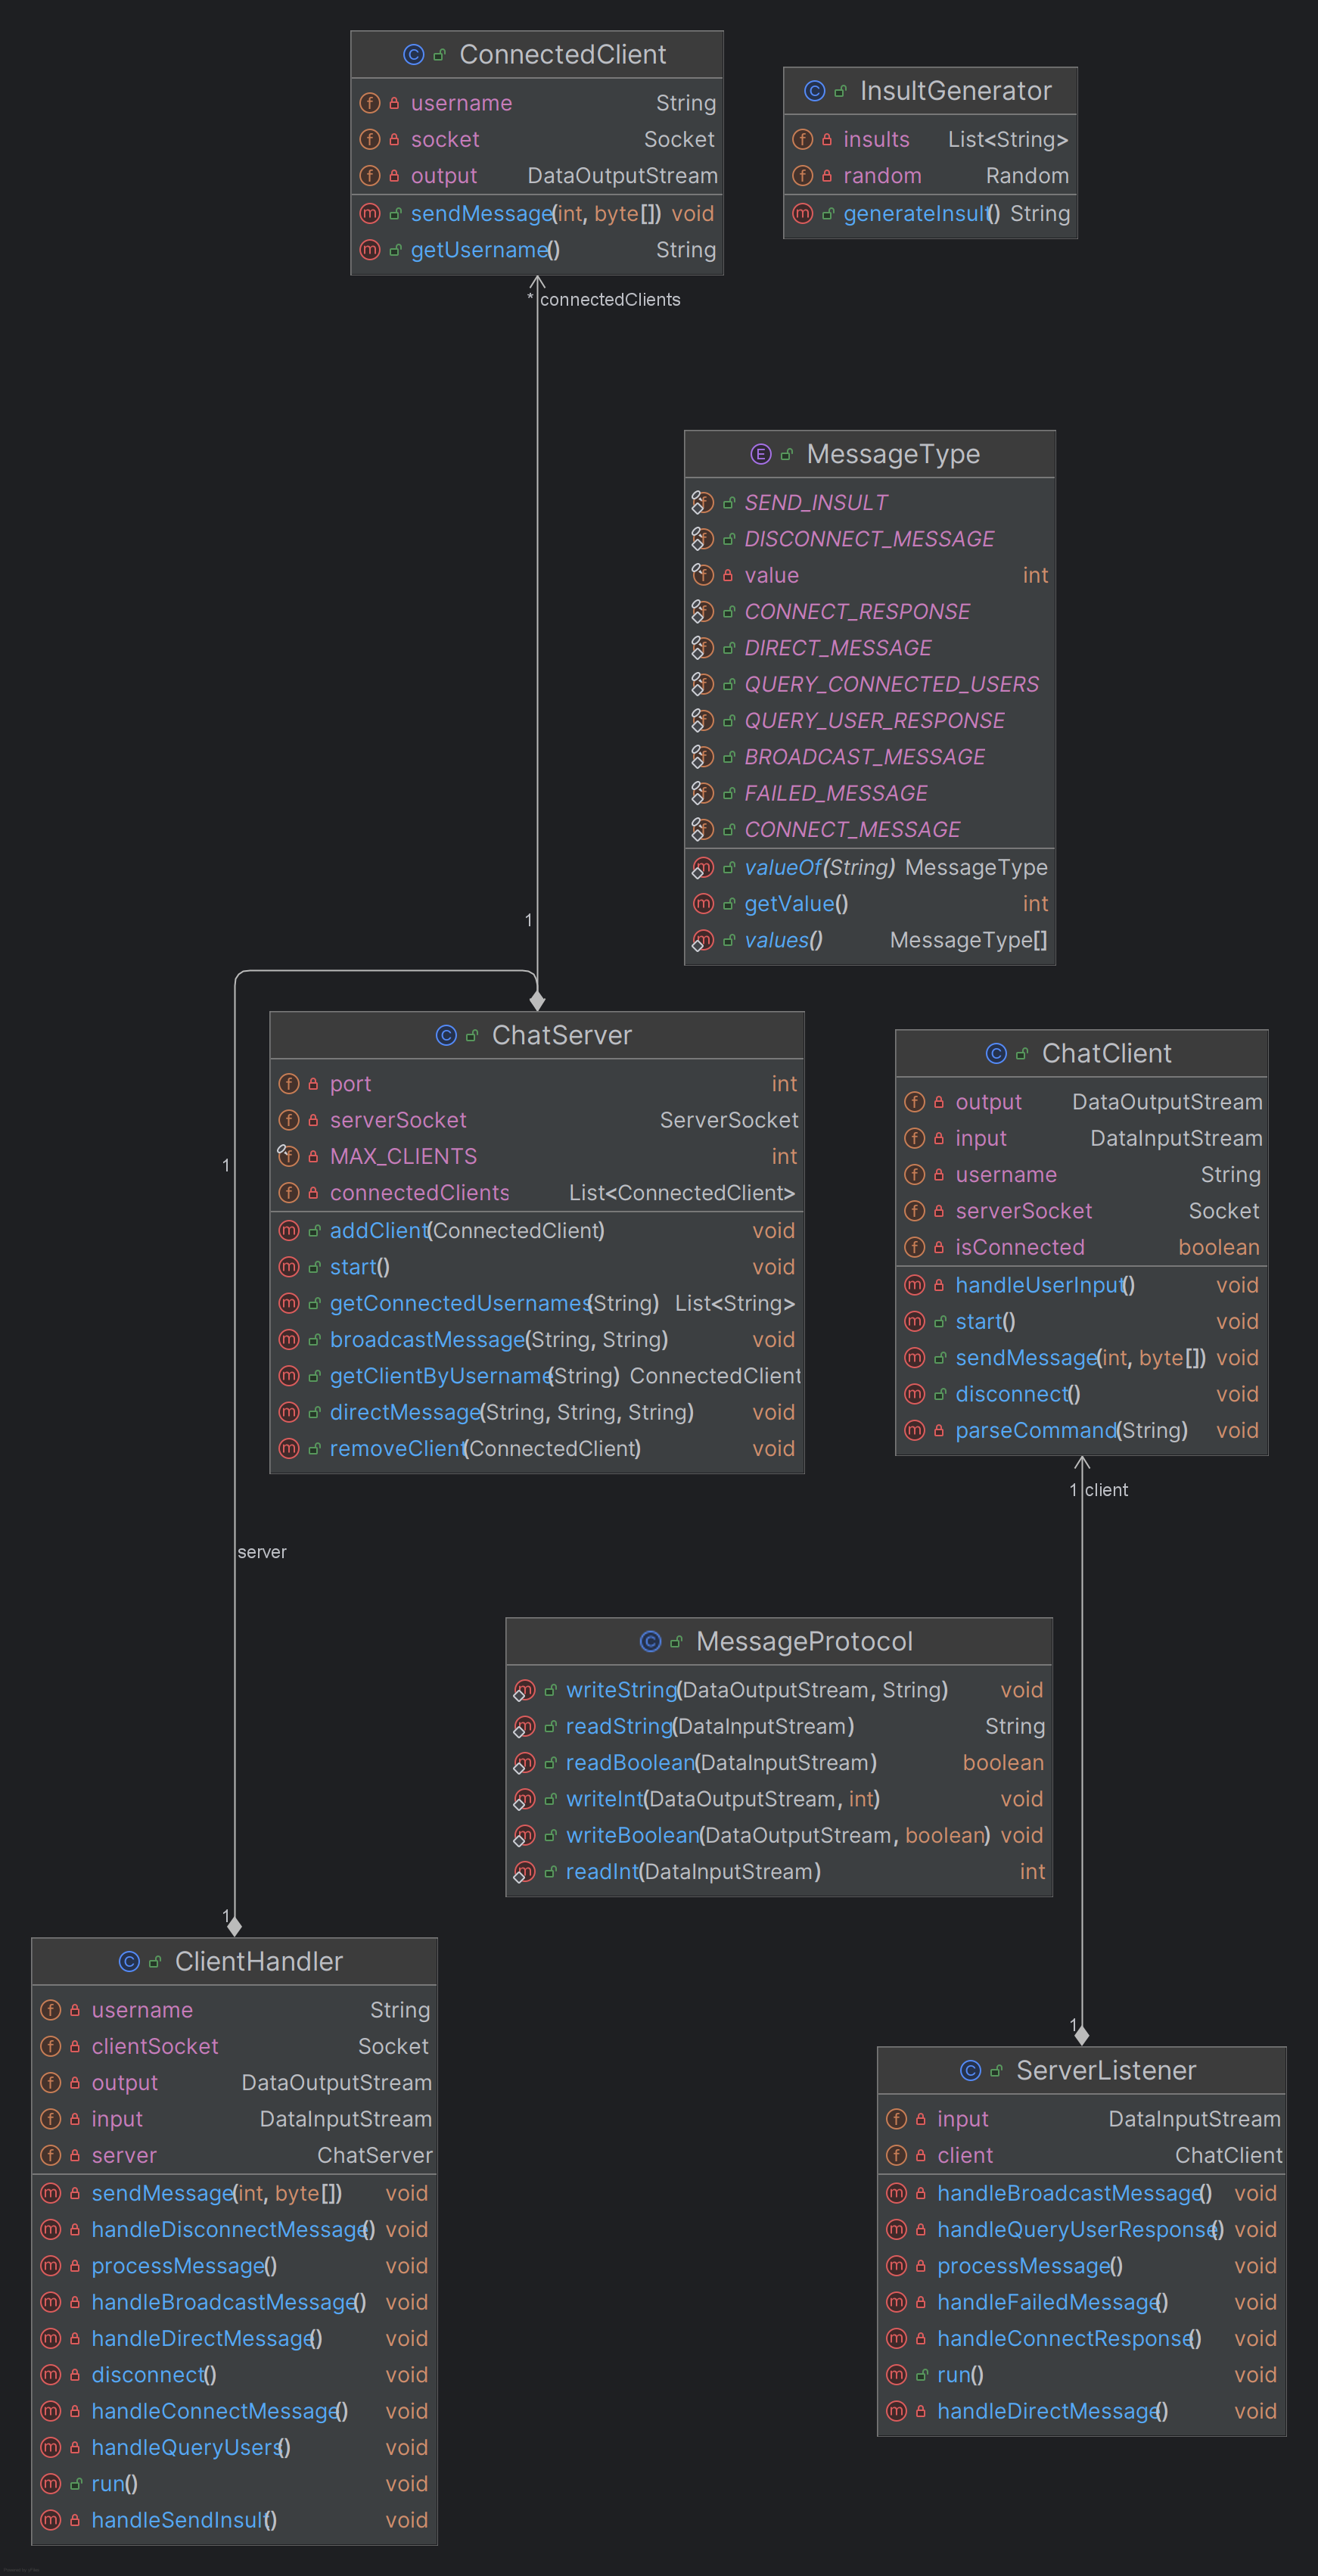 ConnectedClient
username String
socket Socket
output DataOutputStream
sendMessage(int, byte[]) void
getUsername() String
InsultGenerator
insults List<String>
random Random
generateInsult() String
* connectedClients
MessageType
SEND_INSULT
DISCONNECT_MESSAGE
value int
CONNECT_RESPONSE
DIRECT_MESSAGE
QUERY_CONNECTED_USERS
QUERY_USER_RESPONSE
BROADCAST_MESSAGE
FAILED_MESSAGE
CONNECT_MESSAGE
valueOf(String) MessageType
getValue() int
values() MessageType[]
1
1
ChatServer
port int
serverSocket ServerSocket
MAX_CLIENTS int
connectedClients List<ConnectedClient>
addClient(ConnectedClient) void
start() void
getConnectedUsernames(String) List<String>
broadcastMessage(String, String) void
getClientByUsername(String) ConnectedClient
directMessage(String, String, String) void
removeClient(ConnectedClient) void
ChatClient
output DataOutputStream
input DataInputStream
username String
serverSocket Socket
isConnected boolean
handleUserInput() void
start() void
sendMessage(int, byte[]) void
disconnect() void
parseCommand(String) void
1 client
server
MessageProtocol
writeString(DataOutputStream, String) void
readString(DataInputStream) String
readBoolean(DataInputStream) boolean
writeInt(DataOutputStream, int) void
writeBoolean(DataOutputStream, boolean) void
readInt(DataInputStream) int
1
ClientHandler
username String
clientSocket Socket
output DataOutputStream
input DataInputStream
server ChatServer
sendMessage(int, byte[]) void
handleDisconnectMessage() void
processMessage() void
handleBroadcastMessage() void
handleDirectMessage() void
disconnect() void
handleConnectMessage() void
handleQueryUsers() void
run() void
handleSendInsult() void
1
ServerListener
input DataInputStream
client ChatClient
handleBroadcastMessage() void
handleQueryUserResponse() void
processMessage() void
handleFailedMessage() void
handleConnectResponse() void
run() void
handleDirectMessage() void